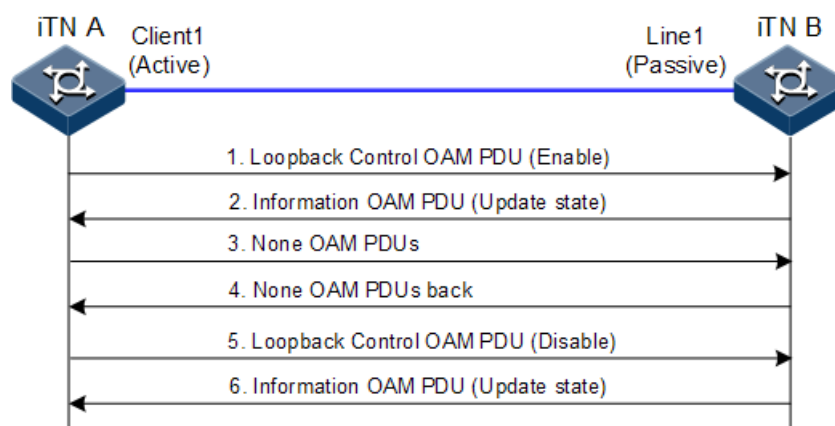 iTN A
Client1
(Active)
Line1
(Passive)
iTN B
1. Loopback Control OAM PDU (Enable)
2. Information OAM PDU (Update state)
3. None OAM PDUs
4. None OAM PDUs back
5. Loopback Control OAM PDU (Disable)
6. Information OAM PDU (Update state)